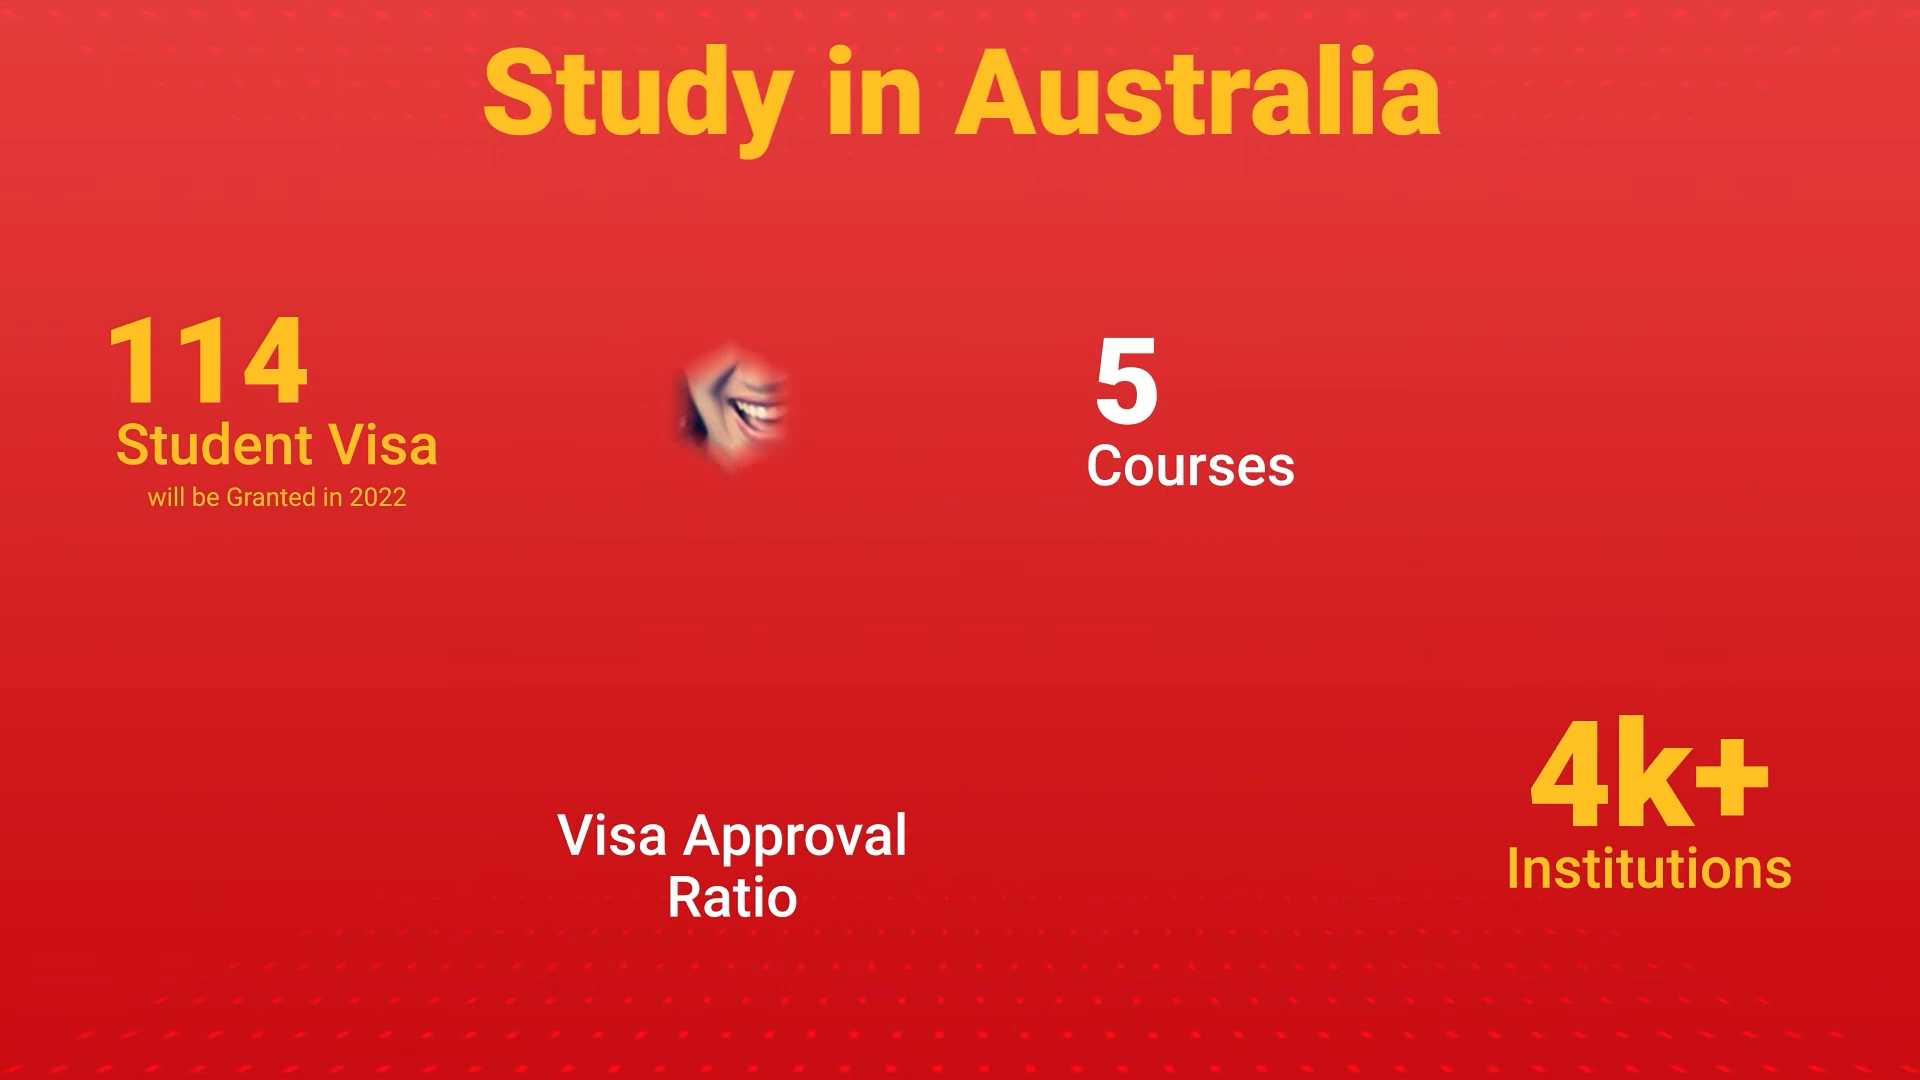 Study in Australia
114
Student Visa
will be Granted in 2022
5
Courses
Visa Approval
Ratio
4k+
Institutions